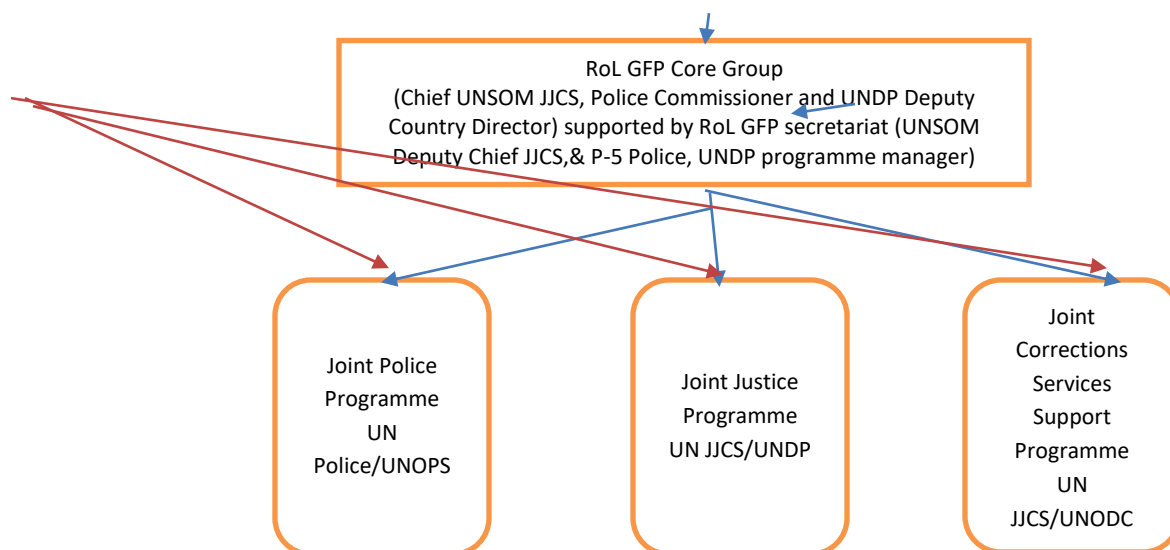 RoL GFP Core Group
(Chief UNSOM JJCS, Police Commissioner and UNDP Deputy
Country Director) supported by RoL GFP secretariat (UNSOM
Deputy Chief JJCS,& P-5 Police, UNDP programme manager)
Joint Police
Programme
UN
Police/UNOPS
Joint Justice
Programme
UN JJCS/UNDP
Joint
Corrections
Services
Support
Programme
UN
JJCS/UNODC